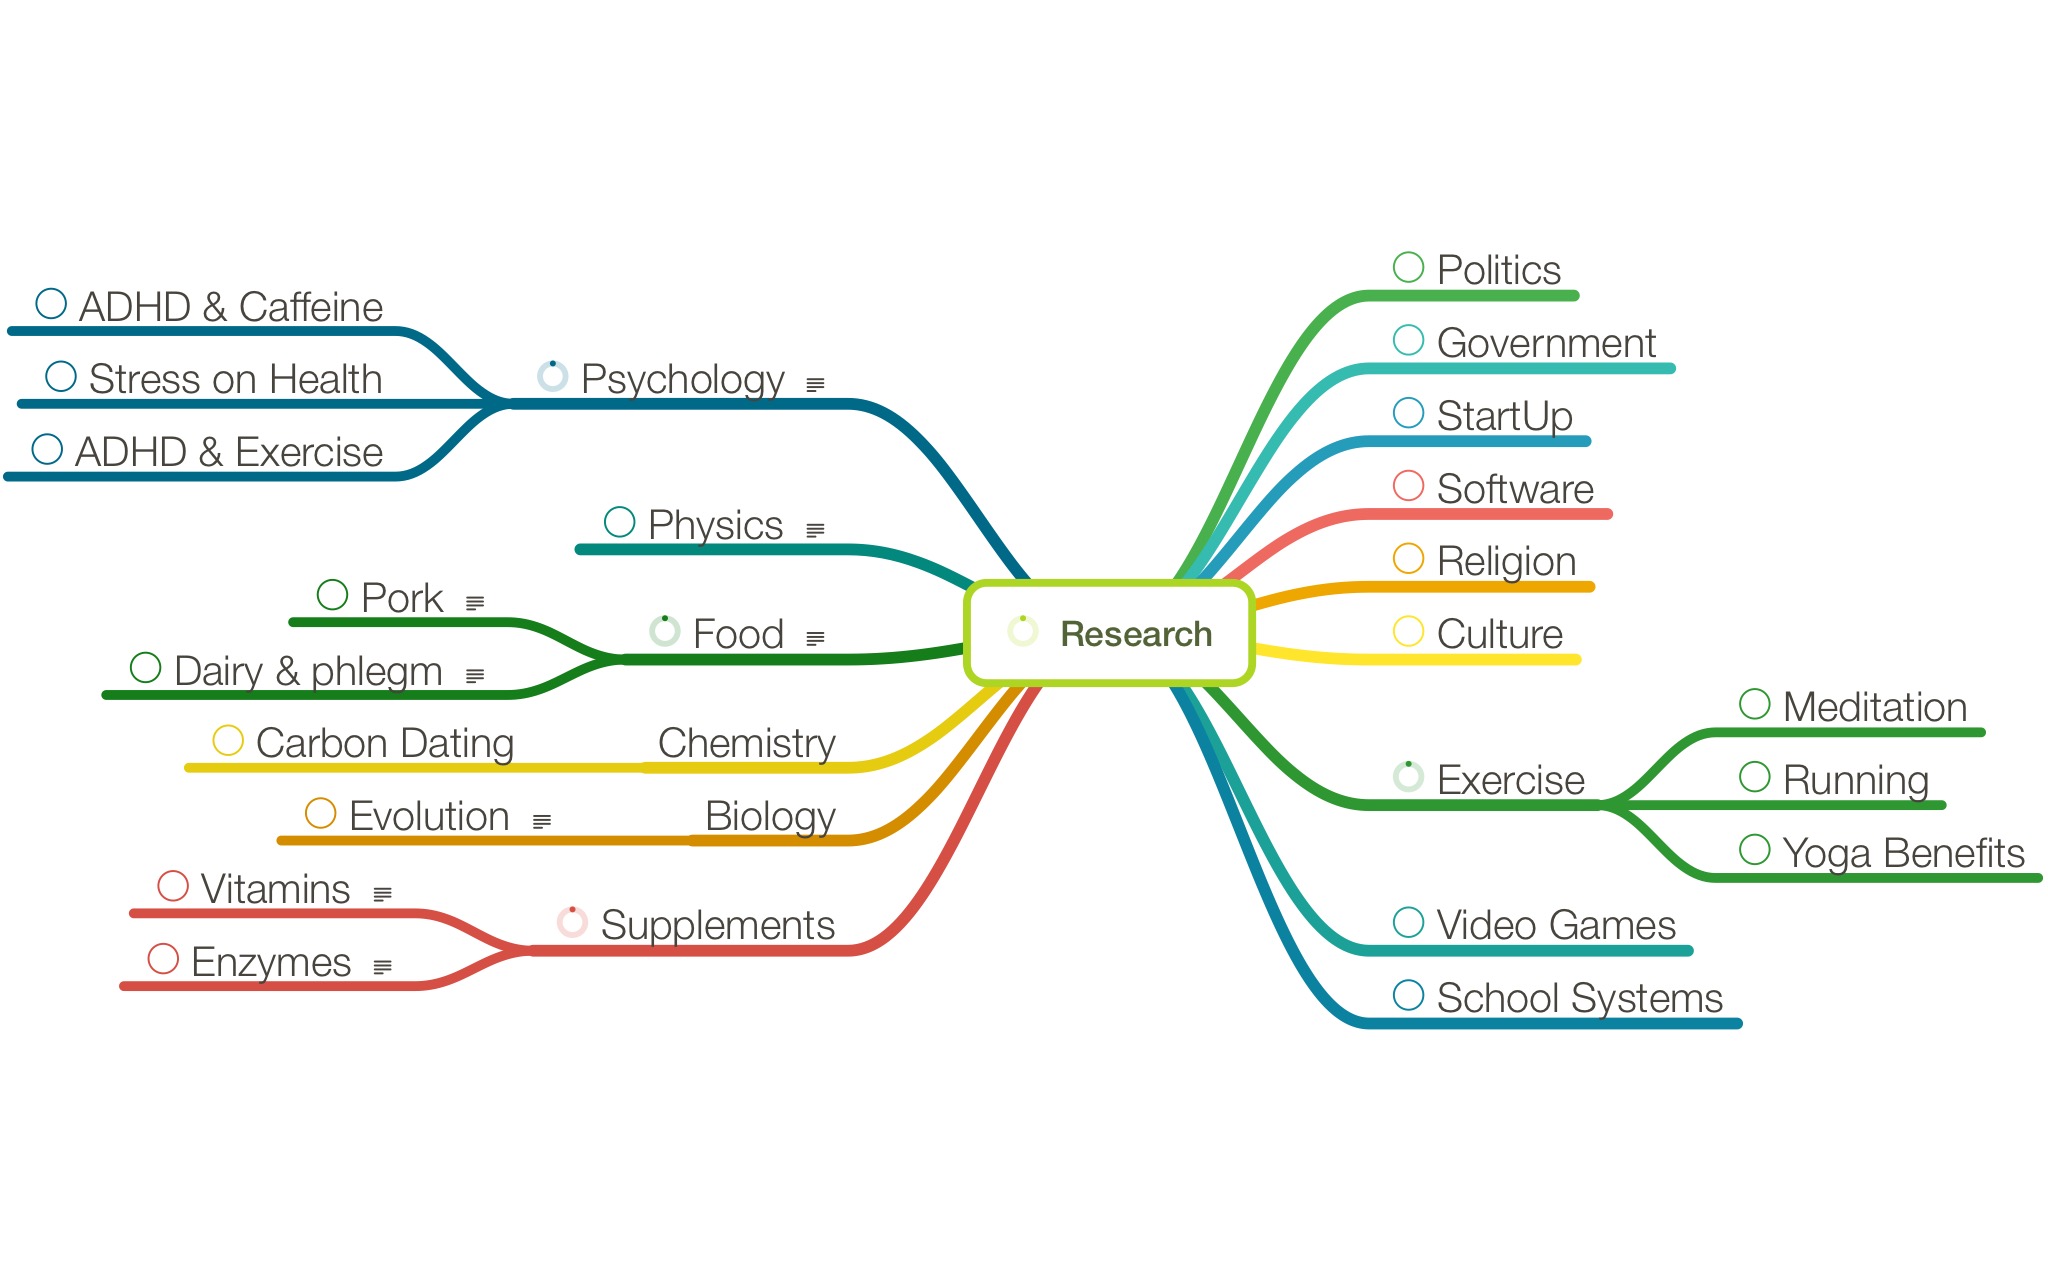 Research
Psychology
ADHD & Caffeine
Stress on Health
ADHD & Exercise
Physics
Food
Pork
Dairy & phlegm
Chemistry
Carbon Dating
Biology
Evolution
Supplements
Vitamins
Enzymes
Politics
Government
StartUp
Software
Religion
Culture
Exercise
Meditation
Running
Yoga Benefits
Video Games
School Systems